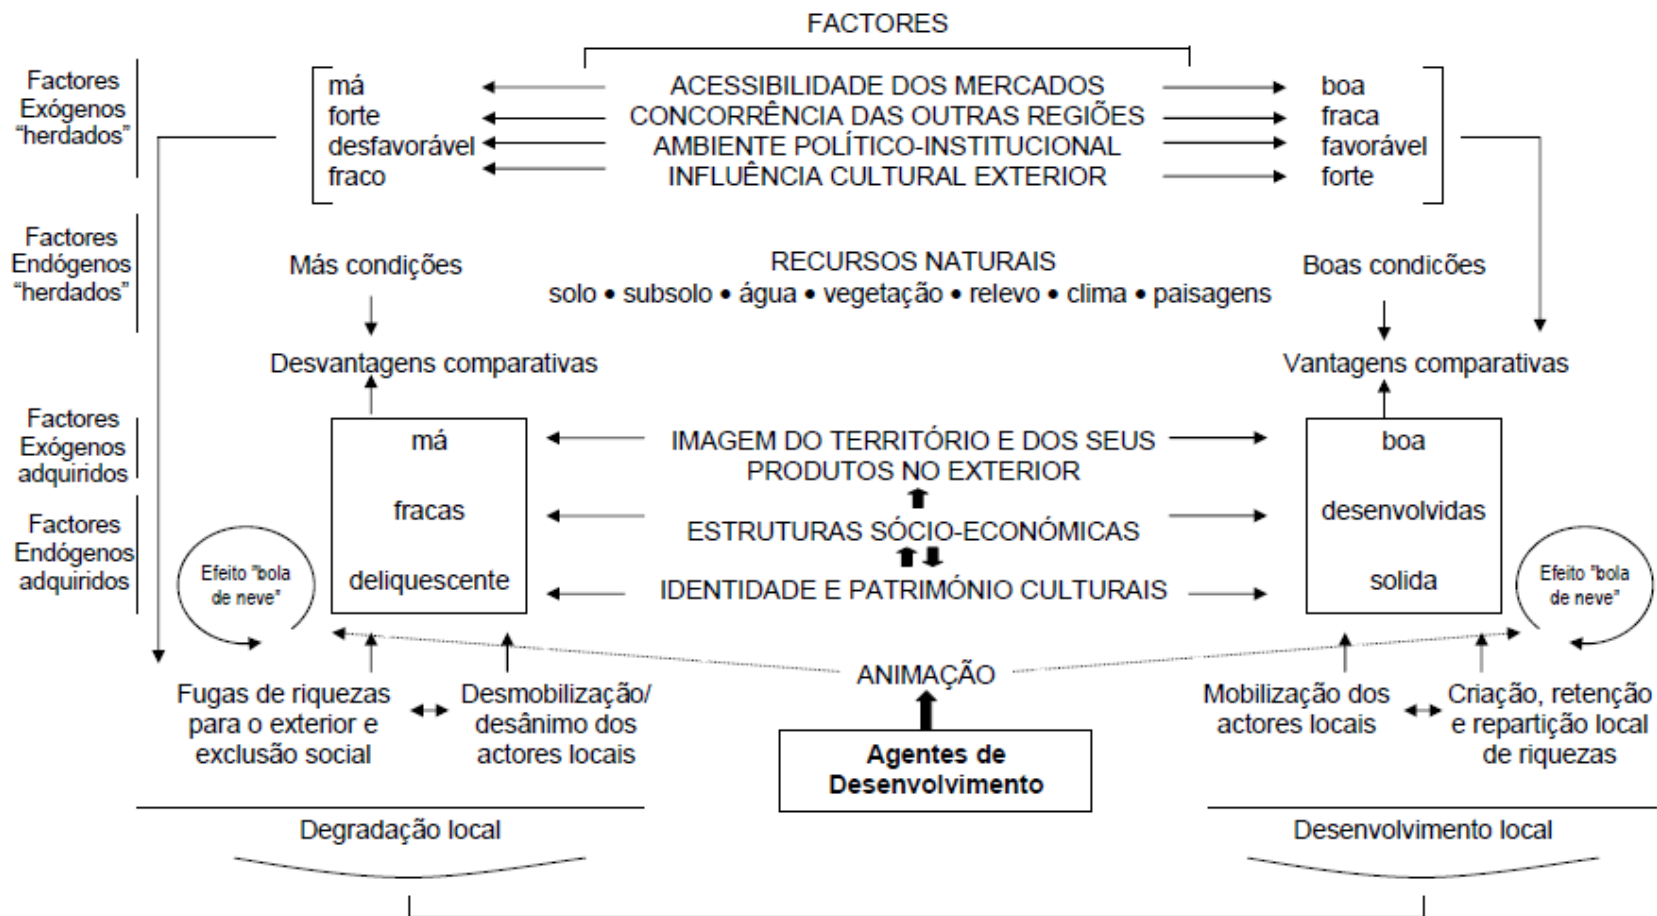 FACTORES
Factores
Exógenos
“herdados”
má
ACESSIBILIDADE DOS MERCADOS
boa
forte
CONCORRÊNCIA DAS OUTRAS REGIÕES
fraca
desfavorável
AMBIENTE POLÍTICO-INSTITUCIONAL
favorável
fraco
INFLUÊNCIA CULTURAL EXTERIOR
forte
Factores
Endógenos
“herdados”
Más condições
RECURSOS NATURAIS
Boas condições
solo • subsolo • água • vegetação • relevo • clima • paisagens
Desvantagens comparativas
Vantagens comparativas
Factores
Exógenos
adquiridos
má
IMAGEM DO TERRITÓRIO E DOS SEUS
PRODUTOS NO EXTERIOR
boa
Factores
Endógenos
adquiridos
fracas
ESTRUTURAS SÓCIO-ECONÓMICAS
desenvolvidas
deliquescente
IDENTIDADE E PATRIMÓNIO CULTURAIS
solida
Efeito "bola
de neve"
Efeito "bola
de neve"
ANIMAÇÃO
Fugas de riquezas
para o exterior e
exclusão social
Desmobilização/
desânimo dos
actores locais
Agentes de
Desenvolvimento
Mobilização dos
actores locais
Criação, retenção
e repartição local
de riquezas
Degradação local
Desenvolvimento local